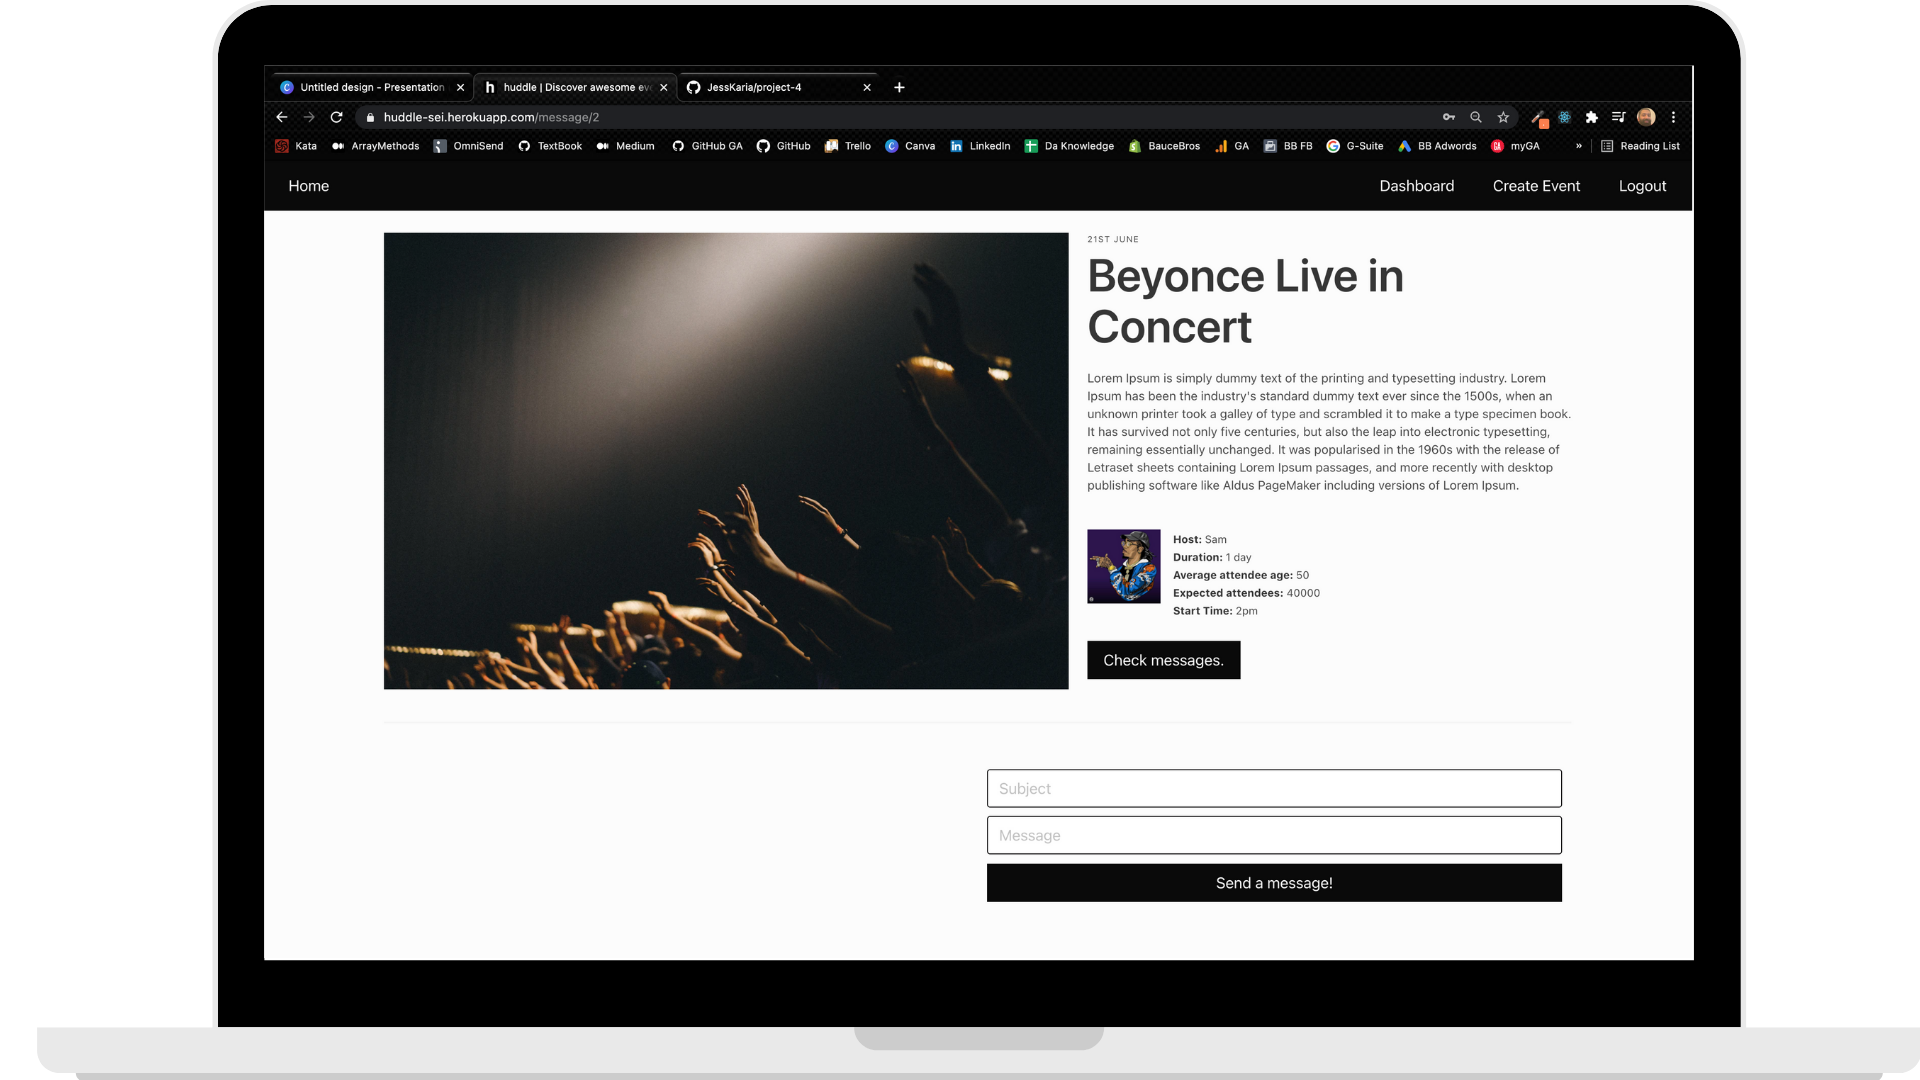 Untitled design - Presentation
huddle | Discover awesome ev
JessKaria/project-4
huddle-sei.herokuapp.com/message/2
Kata ArrayMethods OmniSend TextBook Medium GitHub GA GitHub Trello Canva LinkedIn Da Knowledge BauceBros GA BB FB G-Suite BB Adwords myGA » Reading List
Home Dashboard Create Event Logout
21ST JUNE
Beyonce Live in
Concert
Lorem Ipsum is simply dummy text of the printing and typesetting industry. Lorem
Ipsum has been the industry's standard dummy text ever since the 1500s, when an
unknown printer took a galley of type and scrambled it to make a type specimen book.
It has survived not only five centuries, but also the leap into electronic typesetting,
remaining essentially unchanged. It was popularised in the 1960s with the release of
Letraset sheets containing Lorem Ipsum passages, and more recently with desktop
publishing software like Aldus PageMaker including versions of Lorem Ipsum.
Host: Sam
Duration: 1 day
Average attendee age: 50
Expected attendees: 40000
Start Time: 2pm
Check messages.
Subject
Message
Send a message!